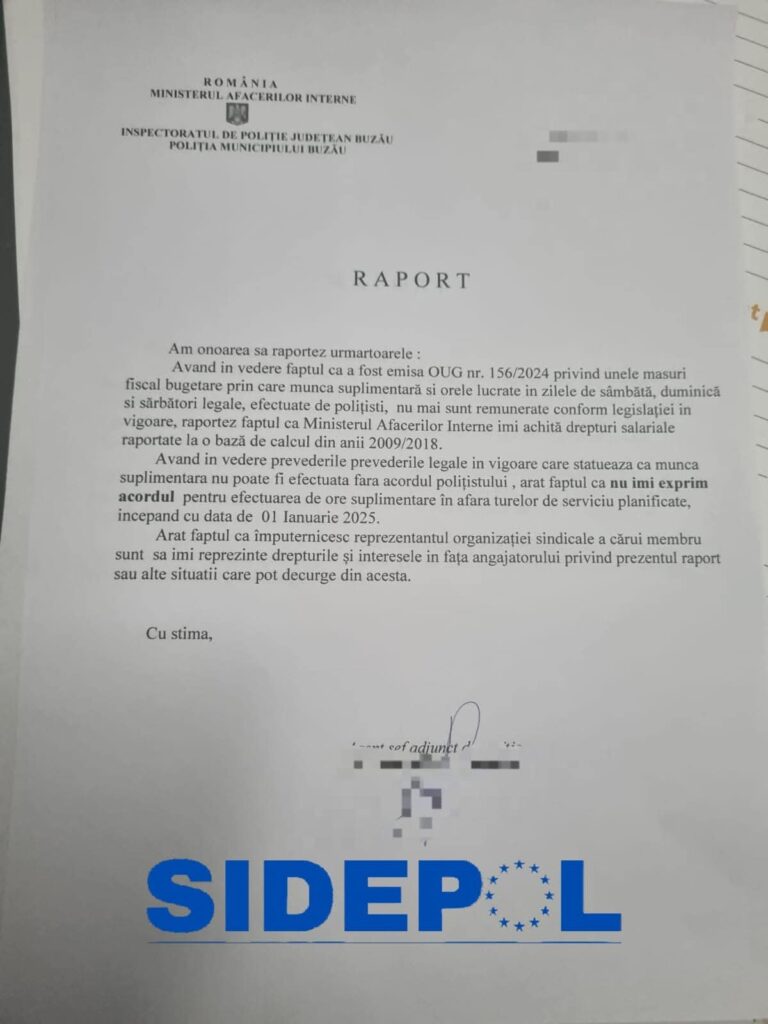 ROMÂNIA
MINISTERUL AFACERILOR INTERNE
INSPECTORATUL DE POLIȚIE JUDEȚEAN BUZĂU
POLIȚIA MUNICIPIULUI BUZĂU
RAPORT
Am onoarea sa raportez urmartoarele :
Avand in vedere faptul ca a fost emisa OUG nr. 156/2024 privind unele masuri
fiscal bugetare prin care munca suplimentară si orele lucrate in zilele de sâmbătă, duminică
si sărbători legale, efectuate de polițisti, nu mai sunt remunerate conform legislației in
vigoare, raportez faptul ca Ministerul Afacerilor Interne imi achită drepturi salariale
raportate la o bază de calcul din anii 2009/2018.
Avand in vedere prevederile prevederile legale in vigoare care statueaza ca munca
suplimentara nu poate fi efectuata fara acordul polițistului , arat faptul ca nu imi exprim
acordul pentru efectuarea de ore suplimentare în afara turelor de serviciu planificate,
incepand cu data de 01 Ianuarie 2025.
Arat faptul ca împuternicesc reprezentantul organizației sindicale a cărui membru
sunt sa imi reprezinte drepturile și interesele in fața angajatorului privind prezentul raport
sau alte situatii care pot decurge din acesta.
Cu stima,
sef adjunct
SIDEPOL